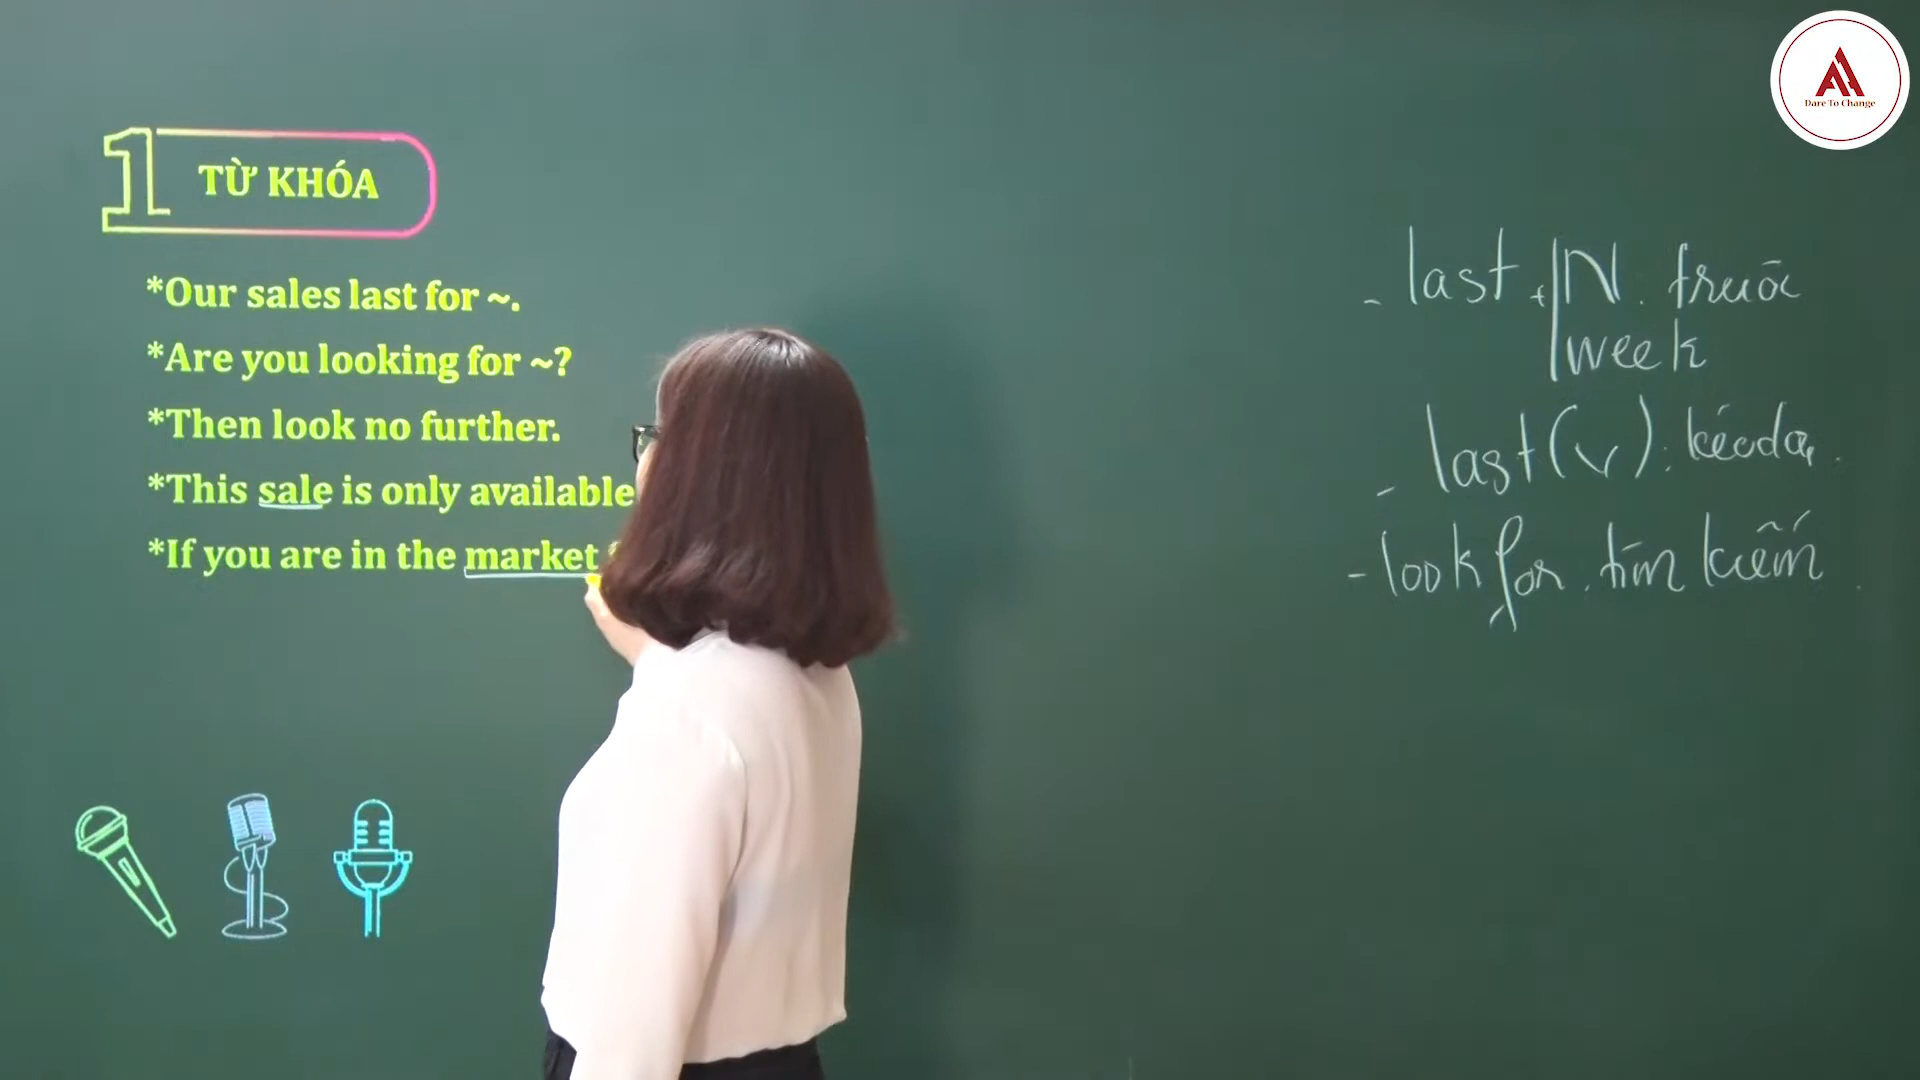 Dare To Change
1 TỪ KHÓA
*Our sales last for ~.
*Are you looking for ~?
*Then look no further.
*This sale is only available
*If you are in the market
- last + N : trước
week
- last (v) : kéo dài.
- look for : tìm kiếm.